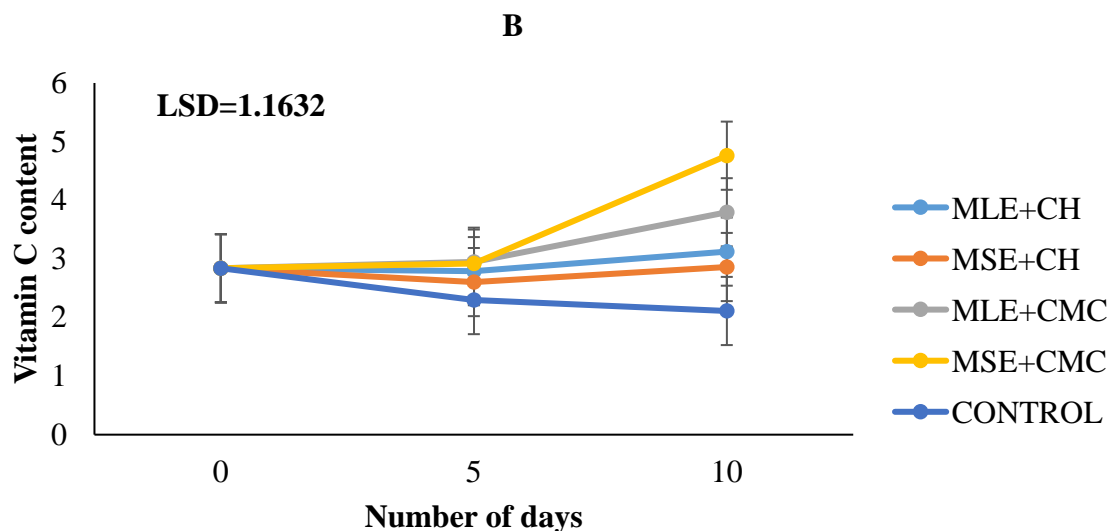 B
LSD=1.1632
Vitamin C content
6
5
4
3
2
1
0
0 5 10
Number of days
MLE+CH
MSE+CH
MLE+CMC
MSE+CMC
CONTROL